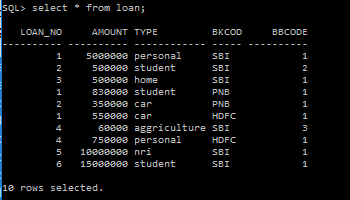 SQL> select * from loan;
LOAN_NO AMOUNT TYPE BKCOD BBCODE
---------- ---------- --------------- ----- ----------
1 5000000 personal SBI 1
2 500000 student SBI 2
3 500000 home SBI 1
1 830000 student PNB 1
2 350000 car PNB 1
1 550000 car HDFC 1
4 60000 aggriculture SBI 3
4 750000 personal HDFC 1
5 10000000 nri SBI 1
6 15000000 student SBI 1
10 rows selected.